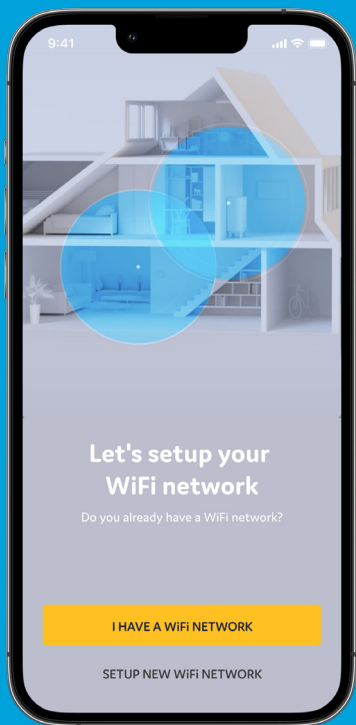 9:41
Let's setup your
WiFi network
Do you already have a WiFi network?
I HAVE A WiFi NETWORK
SETUP NEW WiFi NETWORK